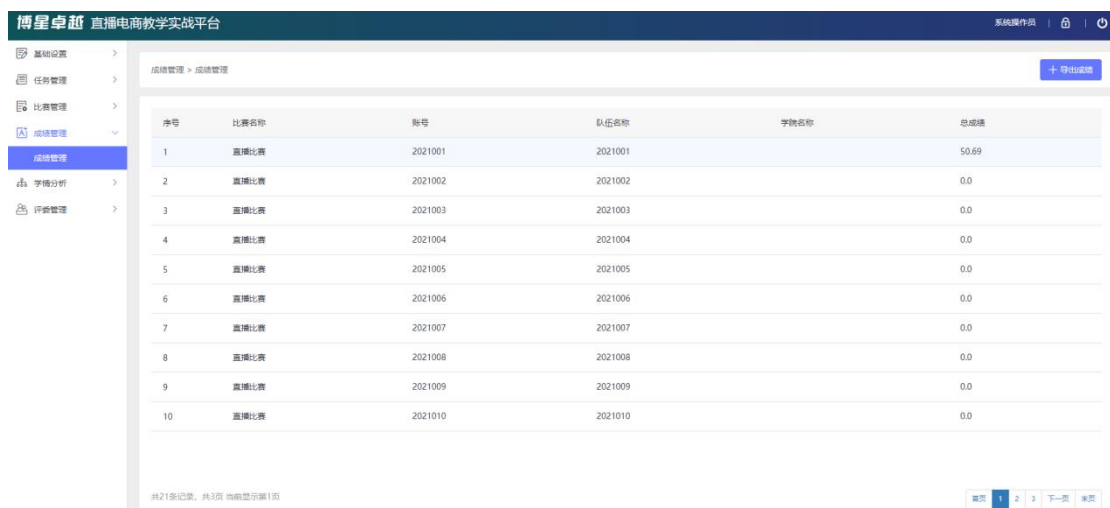 博星卓越 直播电商教学实战平台 系统操作员
基础设置
任务管理
比赛管理
成绩管理
成绩管理
学情分析
评委管理
成绩管理 > 成绩管理 + 导出成绩
序号 比赛名称 账号 队伍名称 学院名称 总成绩
1 直播比赛 2021001 2021001 50.69
2 直播比赛 2021002 2021002 0.0
3 直播比赛 2021003 2021003 0.0
4 直播比赛 2021004 2021004 0.0
5 直播比赛 2021005 2021005 0.0
6 直播比赛 2021006 2021006 0.0
7 直播比赛 2021007 2021007 0.0
8 直播比赛 2021008 2021008 0.0
9 直播比赛 2021009 2021009 0.0
10 直播比赛 2021010 2021010 0.0
共21条记录，共3页 当前显示第1页 首页 1 2 3 下一页 末页